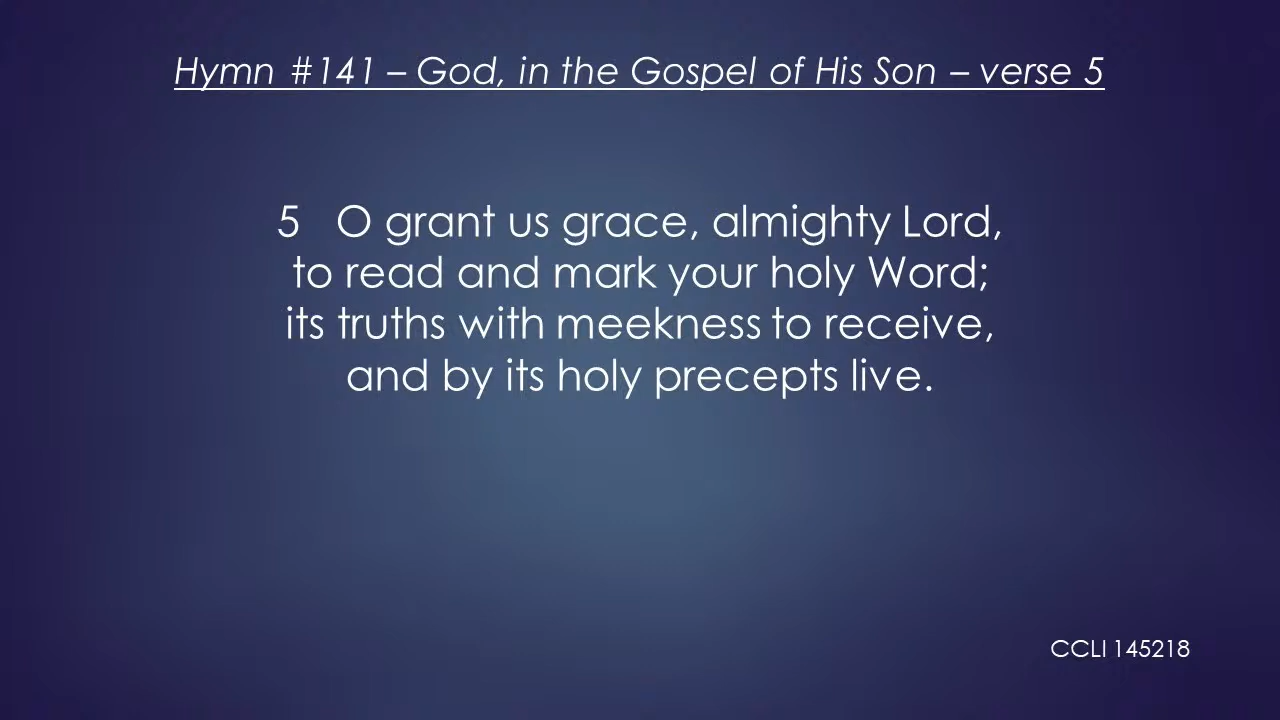 Hymn #141 – God, in the Gospel of His Son – verse 5
5 O grant us grace, almighty Lord,
to read and mark your holy Word;
its truths with meekness to receive,
and by its holy precepts live.
CCLI 145218